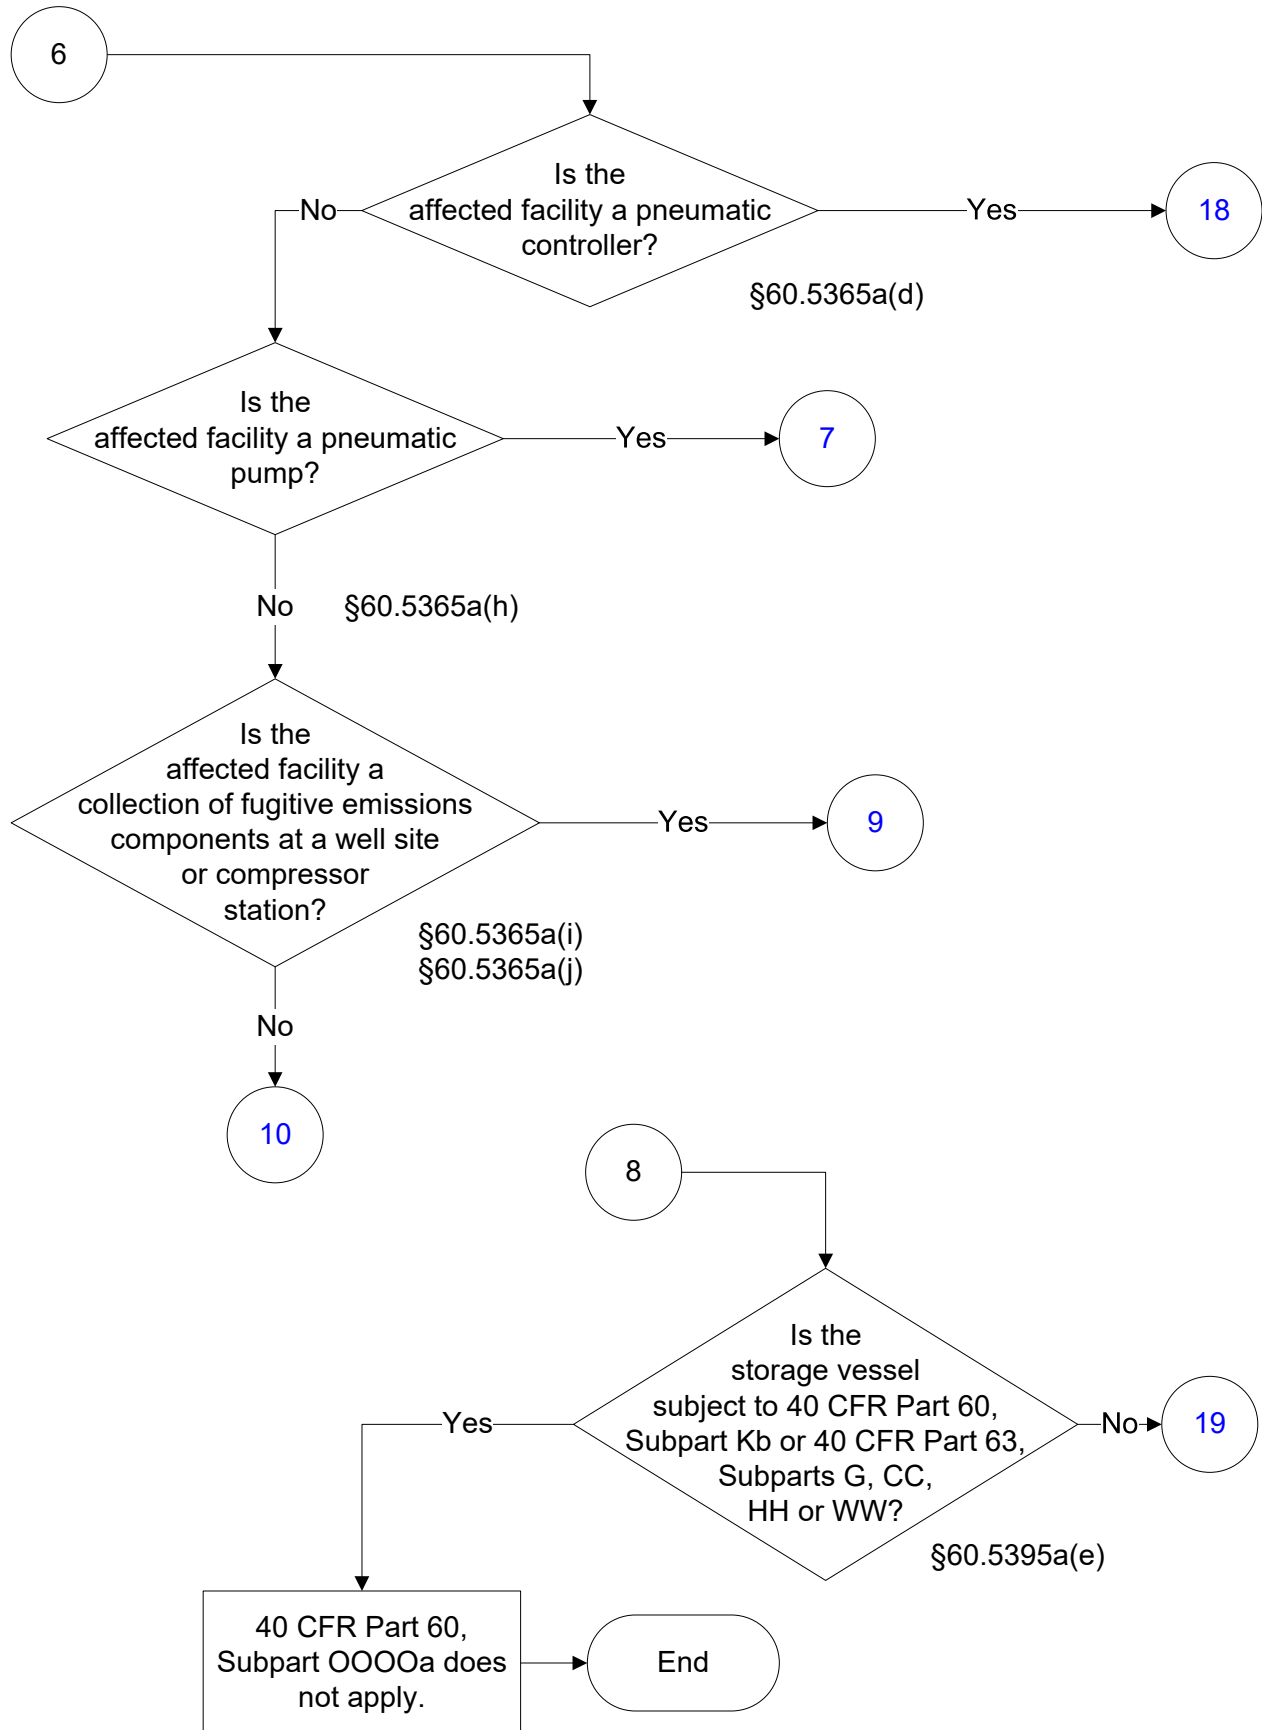 6
Is the
affected facility a pneumatic
controller?
No
Yes
18
§60.5365a(d)
Is the
affected facility a pneumatic
pump?
Yes
7
No
§60.5365a(h)
Is the
affected facility a
collection of fugitive emissions
components at a well site
or compressor
station?
Yes
9
§60.5365a(i)
§60.5365a(j)
No
10
8
Is the
storage vessel
subject to 40 CFR Part 60,
Subpart Kb or 40 CFR Part 63,
Subparts G, CC,
HH or WW?
Yes
No
19
§60.5395a(e)
40 CFR Part 60,
Subpart OOOOa does
not apply.
End